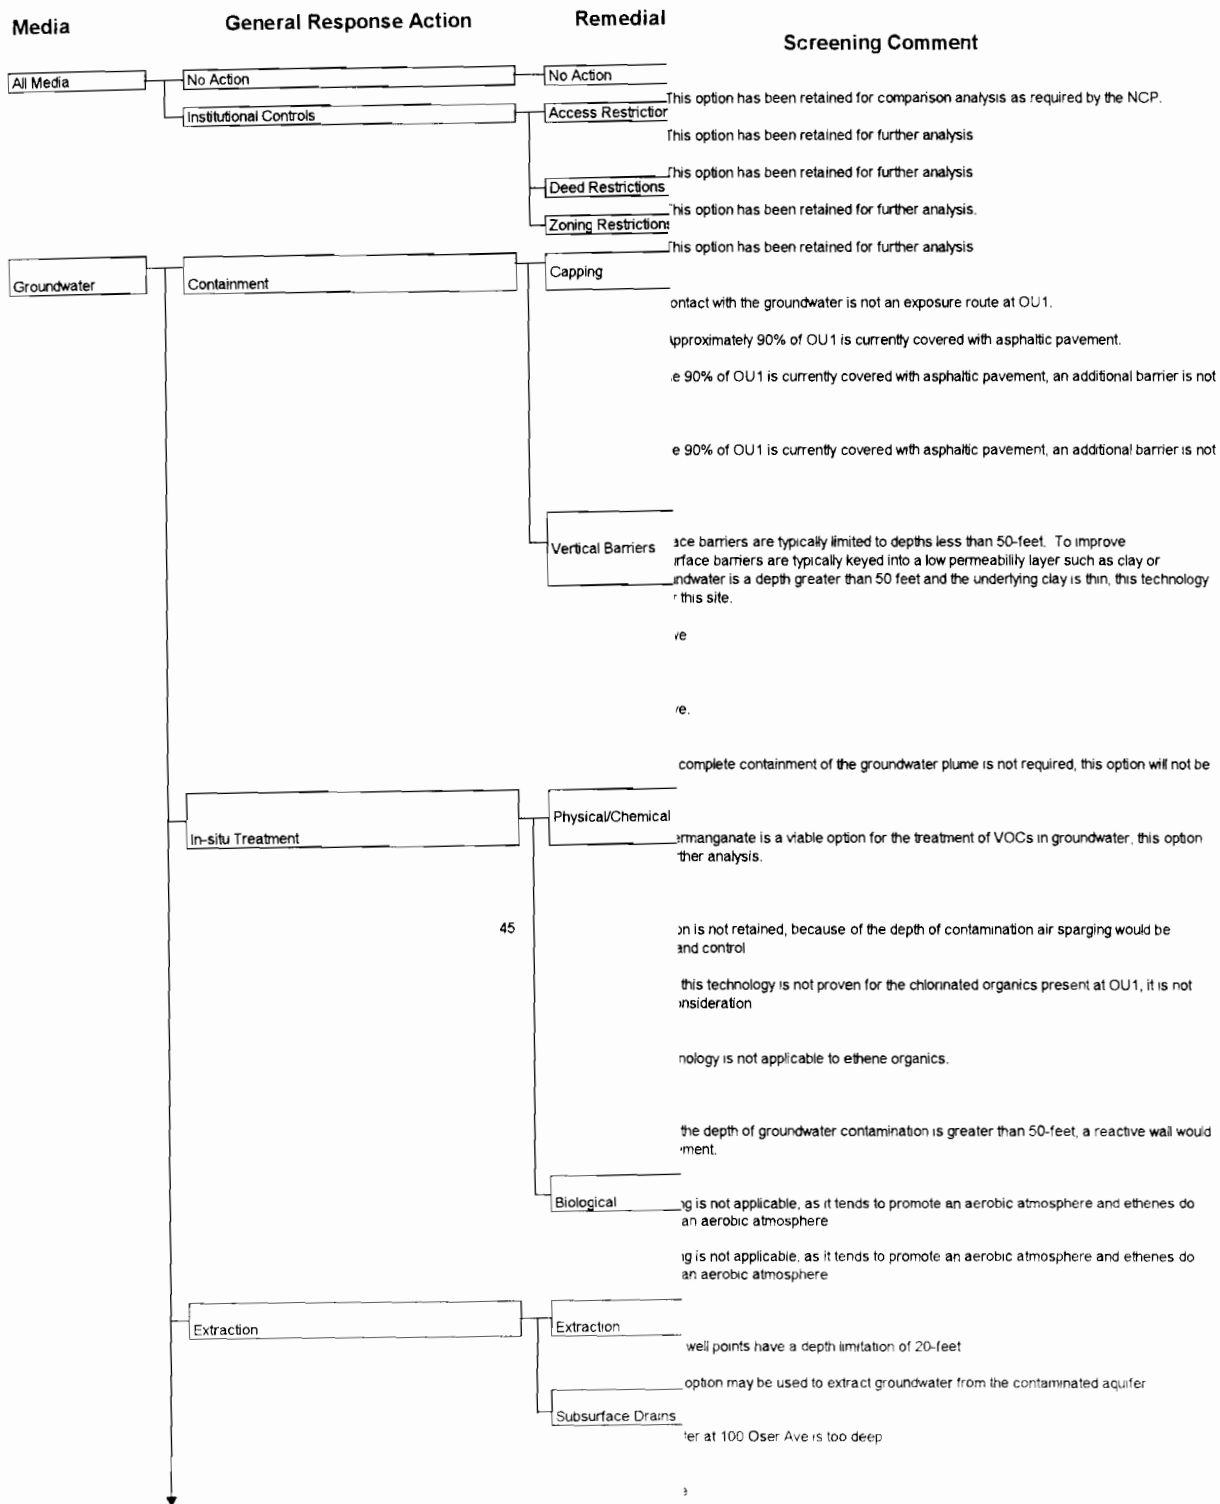 Media
General Response Action
Remedial
Screening Comment
All Media
No Action
No Action
This option has been retained for comparison analysis as required by the NCP.
Institutional Controls
Access Restriction
This option has been retained for further analysis
This option has been retained for further analysis
Deed Restrictions
This option has been retained for further analysis.
Zoning Restrictions
This option has been retained for further analysis
Groundwater
Containment
Capping
ontact with the groundwater is not an exposure route at OU1.
Approximately 90% of OU1 is currently covered with asphaltic pavement.
e 90% of OU1 is currently covered with asphaltic pavement, an additional barrier is not
e 90% of OU1 is currently covered with asphaltic pavement, an additional barrier is not
Vertical Barriers
ace barriers are typically limited to depths less than 50-feet. To improve
rface barriers are typically keyed into a low permeability layer such as clay or
undwater is a depth greater than 50 feet and the underlying clay is thin, this technology
r this site.
ve
ve.
complete containment of the groundwater plume is not required, this option will not be
In-situ Treatment
Physical/Chemical
ermanganate is a viable option for the treatment of VOCs in groundwater, this option
ther analysis.
45
on is not retained, because of the depth of contamination air sparging would be
and control
this technology is not proven for the chlorinated organics present at OU1, it is not
onsideration
nology is not applicable to ethene organics.
the depth of groundwater contamination is greater than 50-feet, a reactive wall would
ment.
Biological
ng is not applicable, as it tends to promote an aerobic atmosphere and ethenes do
an aerobic atmosphere
ng is not applicable, as it tends to promote an aerobic atmosphere and ethenes do
an aerobic atmosphere
Extraction
Extraction
well points have a depth limitation of 20-feet
option may be used to extract groundwater from the contaminated aquifer
Subsurface Drains
ter at 100 Oser Ave is too deep